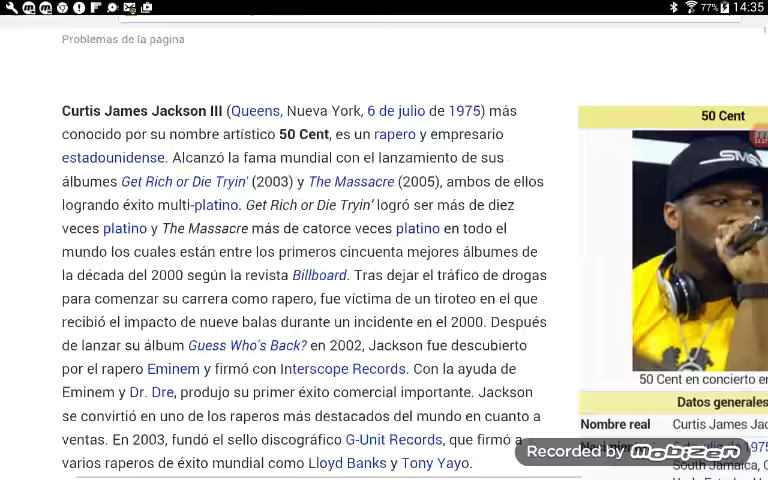 77% 14:35
Problemas de la página
Curtis James Jackson III (Queens, Nueva York, 6 de julio de 1975) más
conocido por su nombre artístico 50 Cent, es un rapero y empresario
estadounidense. Alcanzó la fama mundial con el lanzamiento de sus
álbumes Get Rich or Die Tryin' (2003) y The Massacre (2005), ambos de ellos
logrando éxito multi-platino. Get Rich or Die Tryin’ logró ser más de diez
veces platino y The Massacre más de catorce veces platino en todo el
mundo los cuales están entre los primeros cincuenta mejores álbumes de
la década del 2000 según la revista Billboard. Tras dejar el tráfico de drogas
para comenzar su carrera como rapero, fue víctima de un tiroteo en el que
recibió el impacto de nueve balas durante un incidente en el 2000. Después
de lanzar su álbum Guess Who's Back? en 2002, Jackson fue descubierto
por el rapero Eminem y firmó con Interscope Records. Con la ayuda de
Eminem y Dr. Dre, produjo su primer éxito comercial importante. Jackson
se convirtió en uno de los raperos más destacados del mundo en cuanto a
ventas. En 2003, fundó el sello discográfico G-Unit Records, que firmó a
varios raperos de éxito mundial como Lloyd Banks y Tony Yayo.
50 Cent
50 Cent en concierto en
Datos generales
Nombre real Curtis James Jac
South Jamaica,
Recorded by mobizen